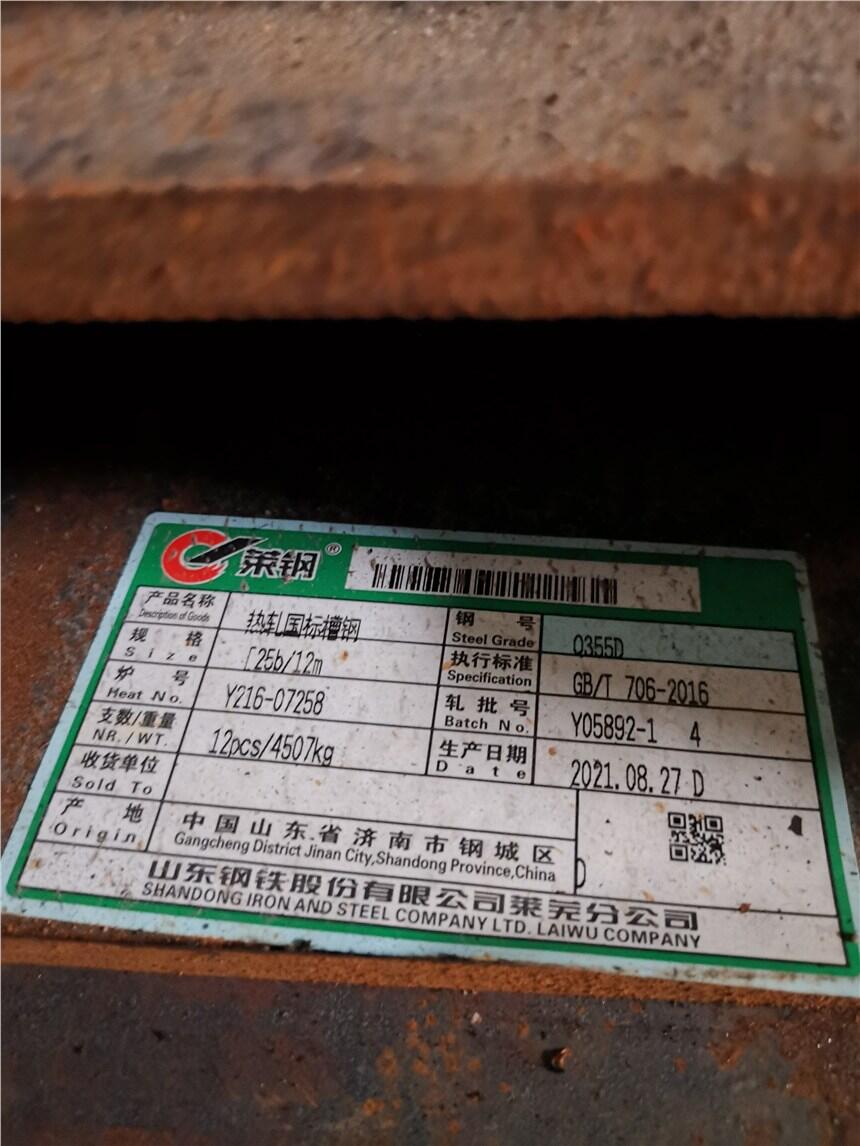 莱钢®
产品名称 热轧国标槽钢 钢号 Q355D
Description of Goods Steel Grade
规格 [25b/12m 执行标准 GB/T 706-2016
Size Specification
炉号 Y216-07258 轧批号 Y05892-1 4
Heat No. Batch No.
支数/重量 12pcs/4507kg 生产日期 2021.08.27 D
NR./WT. Date
收货单位
Sold To
产地 中国山东省济南市钢城区
Origin Gangcheng District Jinan City,Shandong Province,China
山东钢铁股份有限公司莱芜分公司
SHANDONG IRON AND STEEL COMPANY LTD. LAIWU COMPANY